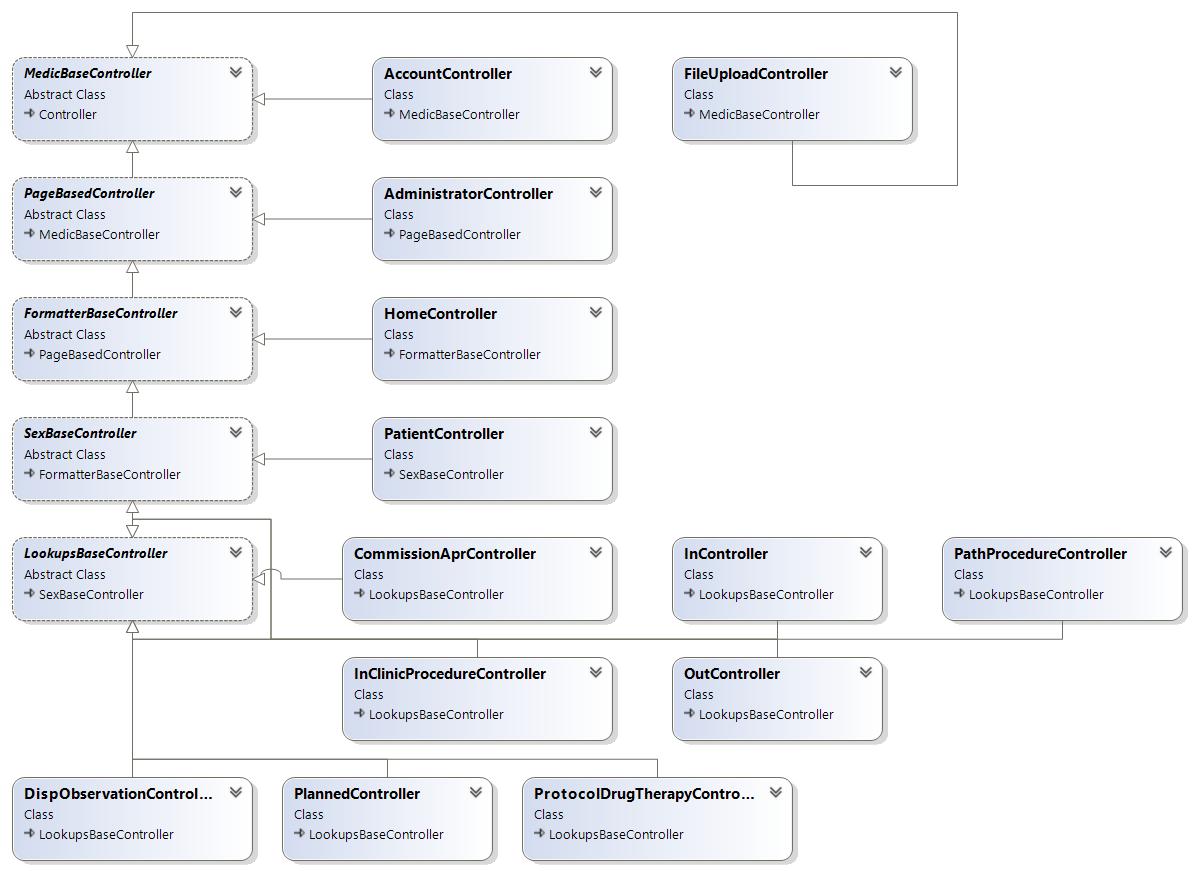 MedicBaseController
Abstract Class
Controller
AccountController
Class
MedicBaseController
FileUploadController
Class
MedicBaseController
PageBasedController
Abstract Class
MedicBaseController
AdministratorController
Class
PageBasedController
FormatterBaseController
Abstract Class
PageBasedController
HomeController
Class
FormatterBaseController
SexBaseController
Abstract Class
FormatterBaseController
PatientController
Class
SexBaseController
LookupsBaseController
Abstract Class
SexBaseController
CommissionAprController
Class
LookupsBaseController
InController
Class
LookupsBaseController
PathProcedureController
Class
LookupsBaseController
InClinicProcedureController
Class
LookupsBaseController
OutController
Class
LookupsBaseController
DispObservationControl...
Class
LookupsBaseController
PlannedController
Class
LookupsBaseController
ProtocolDrugTherapyContro...
Class
LookupsBaseController